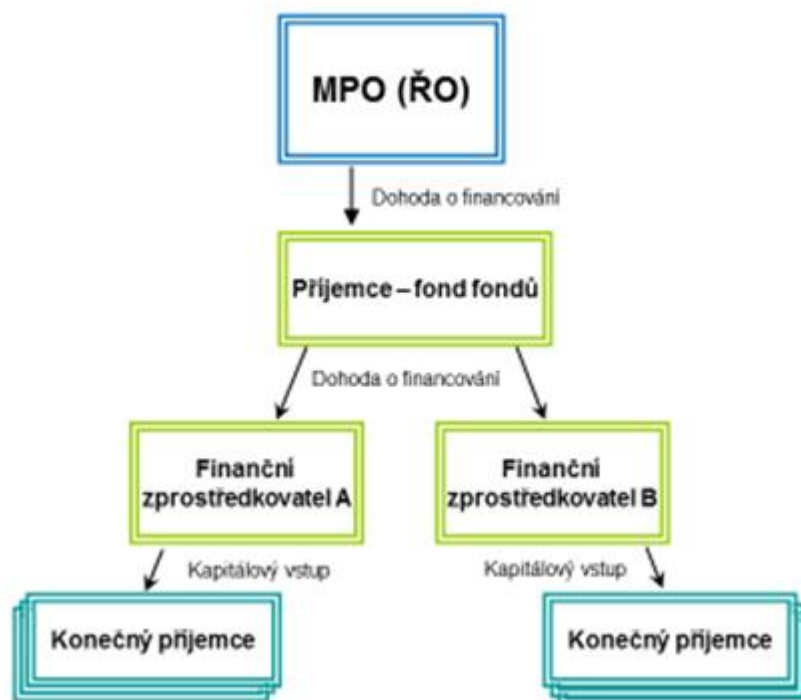 MPO (ŘO)
Dohoda o financování
Příjemce – fond fondů
Dohoda o financování
Finanční
zprostředkovatel A
Finanční
zprostředkovatel B
Kapitálový vstup
Kapitálový vstup
Konečný příjemce
Konečný příjemce